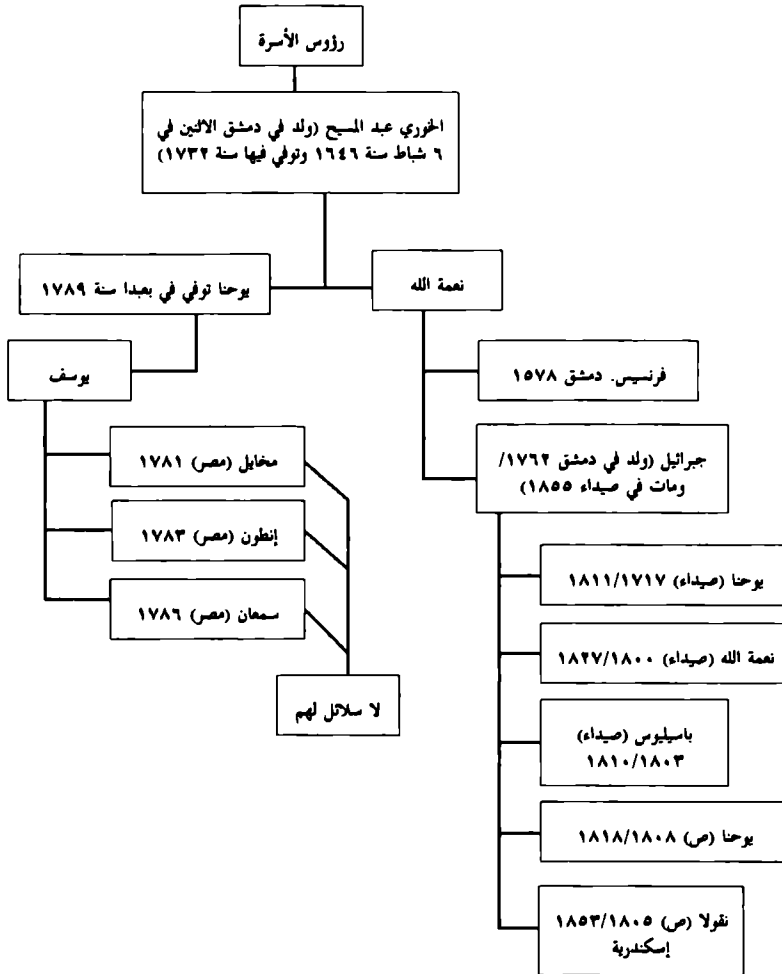 رؤوس الأسرة
الخوري عبد المسيح (ولد في دمشق الاثنين في
٦ شباط سنة ١٦٤٦ وتوفي فيها سنة ١٧٣٢)
نعمة الله
يوحنا توفي في بعبدا سنة ١٧٨٩
فرنسيس. دمشق ١٥٧٨
يوسف
جبرائيل (ولد في دمشق ١٧٦٢/
ومات في صيداء ١٨٥٥)
مخايل (مصر) ١٧٨١
إنطون (مصر) ١٧٨٣
سمعان (مصر) ١٧٨٦
لا سلائل لهم
يوحنا (صيداء) ١٨١١/١٧١٧
نعمة الله (صيداء) ١٨٢٧/١٨٠٠
باسيليوس (صيداء)
١٨١٠/١٨٠٣
يوحنا (ص) ١٨١٨/١٨٠٨
نقولا (ص) ١٨٥٣/١٨٠٥
إسكندرية